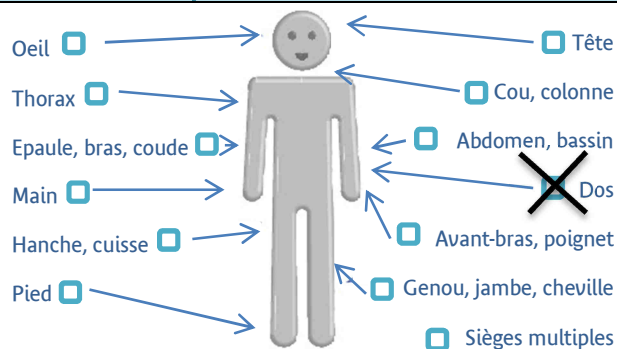 Oeil
Tête
Thorax
Cou, colonne
Epaule, bras, coude
Abdomen, bassin
Main
Dos
Hanche, cuisse
Avant-bras, poignet
Pied
Genou, jambe, cheville
Sièges multiples